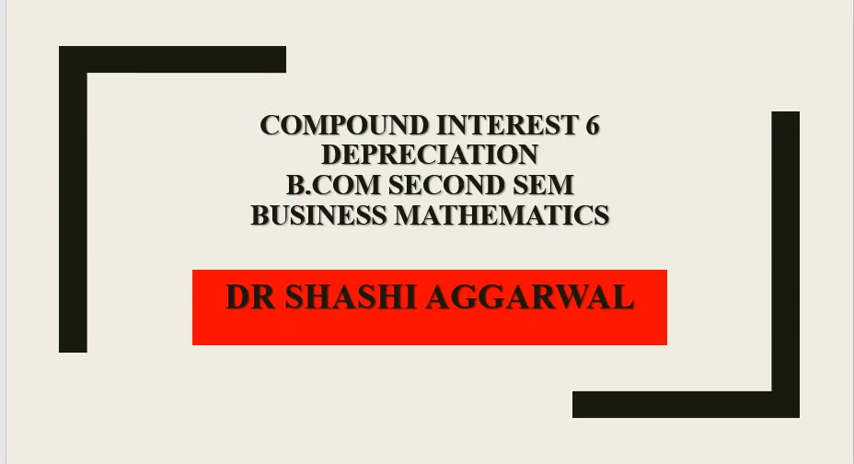 COMPOUND INTEREST 6
DEPRECIATION
B.COM SECOND SEM
BUSINESS MATHEMATICS
DR SHASHI AGGARWAL